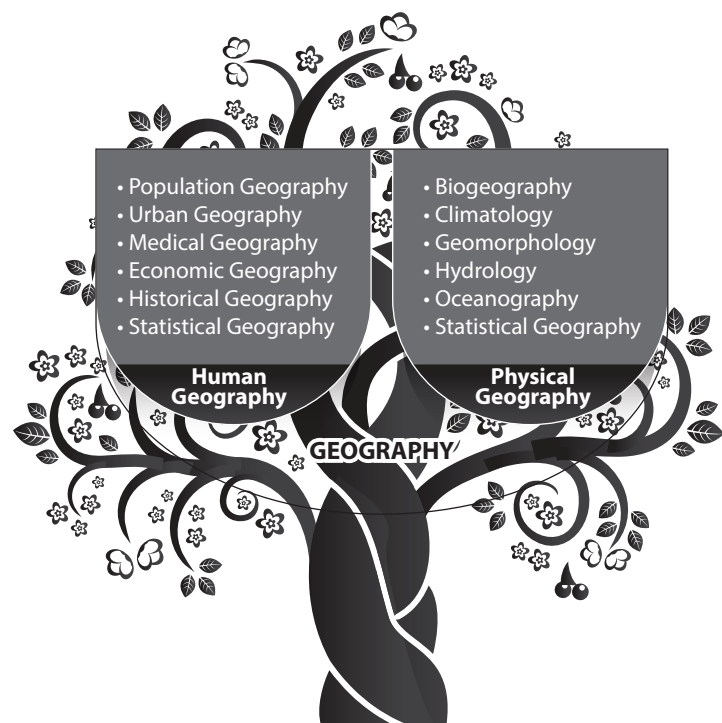 • Population Geography
• Urban Geography
• Medical Geography
• Economic Geography
• Historical Geography
• Statistical Geography
Human
Geography
• Biogeography
• Climatology
• Geomorphology
• Hydrology
• Oceanography
• Statistical Geography
Physical
Geography
GEOGRAPHY